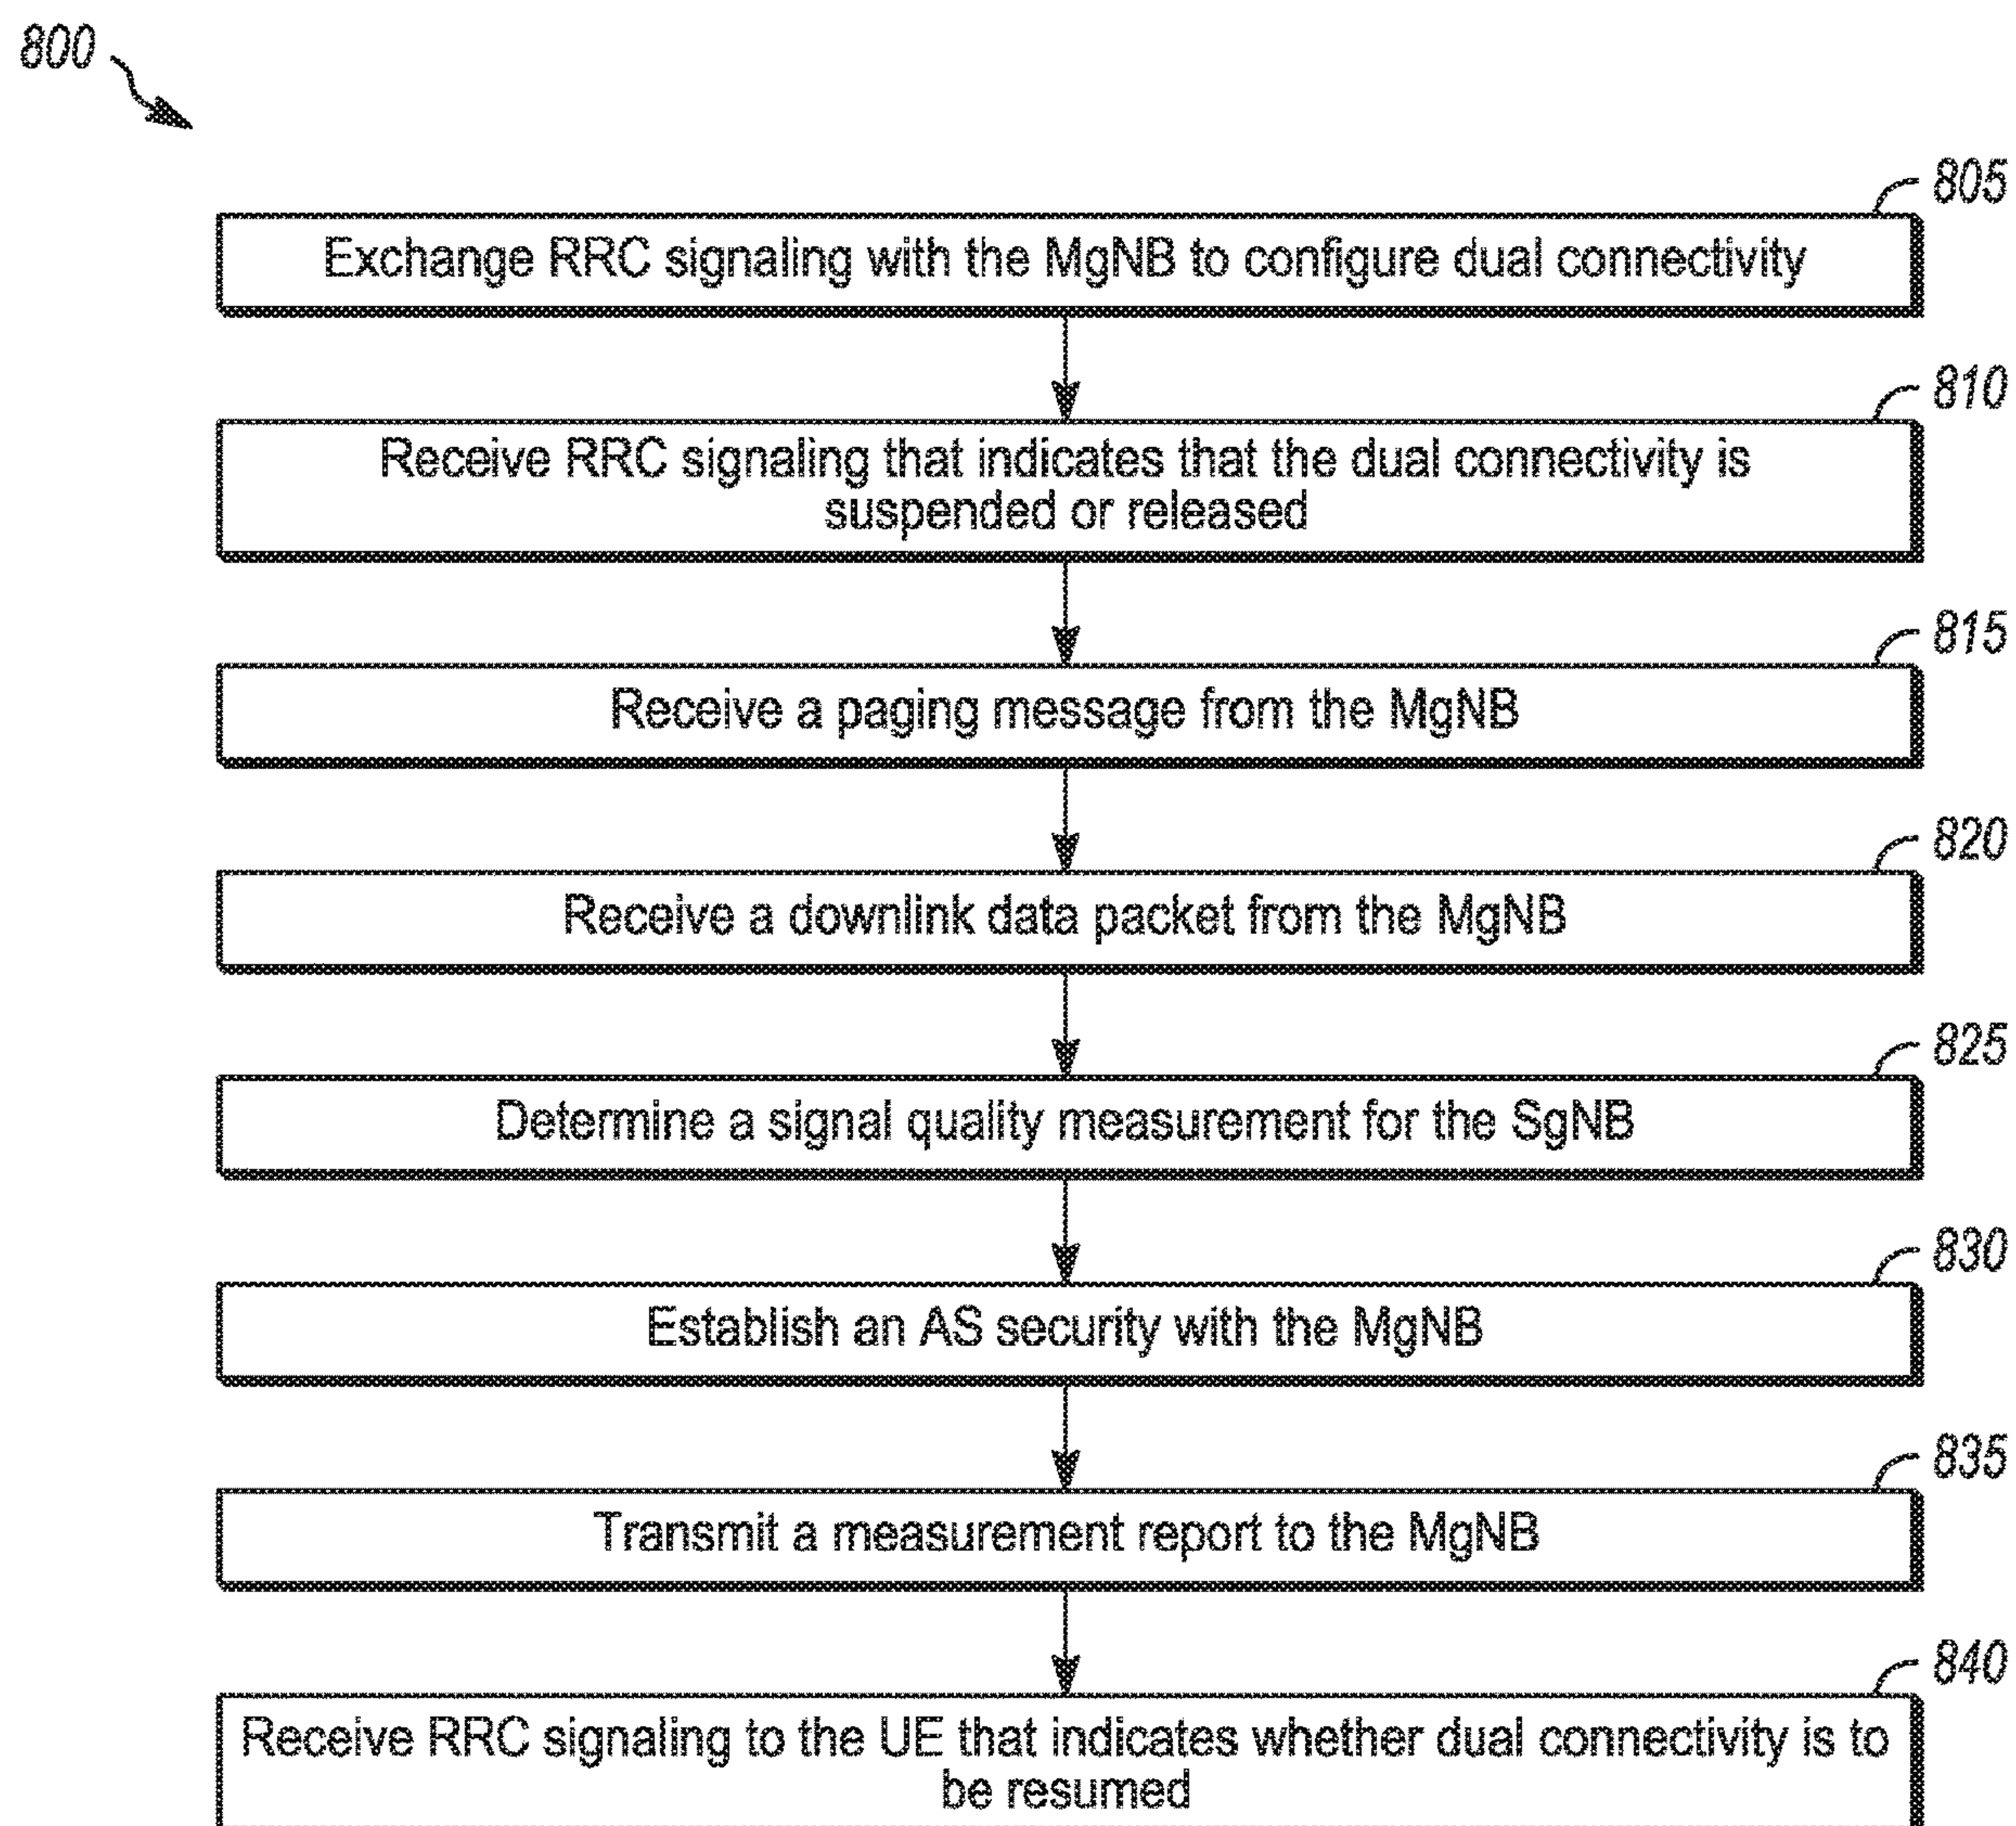 800
805
Exchange RRC signaling with the MgNB to configure dual connectivity
810
Receive RRC signaling that indicates that the dual connectivity is
suspended or released
815
Receive a paging message from the MgNB
820
Receive a downlink data packet from the MgNB
825
Determine a signal quality measurement for the SgNB
830
Establish an AS security with the MgNB
835
Transmit a measurement report to the MgNB
840
Receive RRC signaling to the UE that indicates whether dual connectivity is to
be resumed